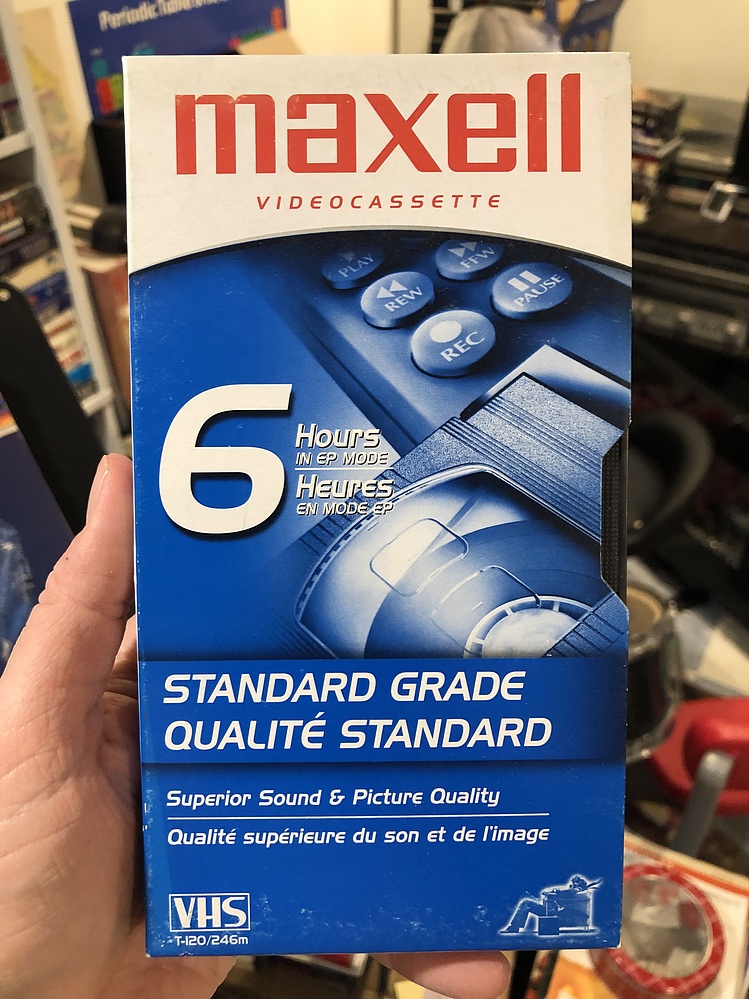 Periodic Table
maxell
VIDEOCASSETTE
PLAY
FFW
REW
PAUSE
REC
6
Hours
IN EP MODE
Heures
EN MODE EP
STANDARD GRADE
QUALITÉ STANDARD
Superior Sound & Picture Quality
Qualité supérieure du son et de l'image
VHS
T-120/246m